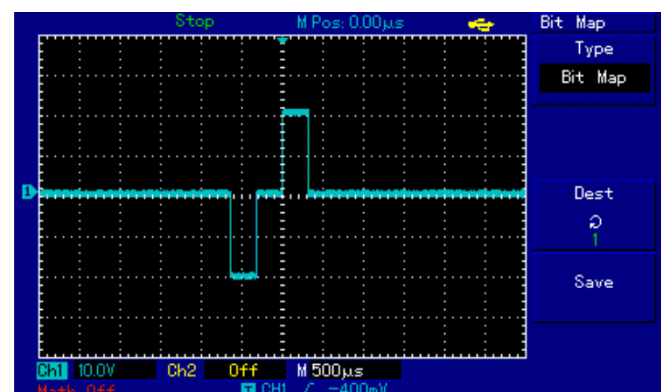 Stop M Pos: 0.00μs Bit Map
Type
Bit Map
1
Dest
1
Save
Ch1 10.0V Ch2 Off M 500μs
Math Off T CH1 / -400mV